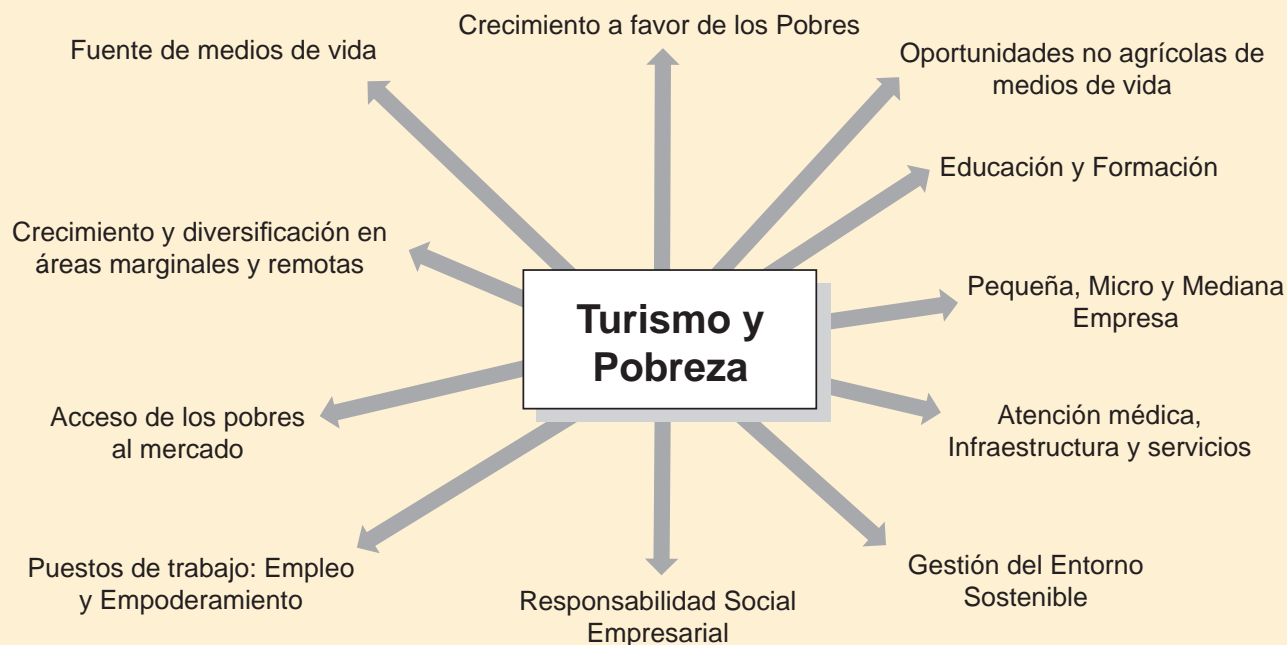 Crecimiento a favor de los Pobres
Fuente de medios de vida
Oportunidades no agrícolas de
medios de vida
Educación y Formación
Crecimiento y diversificación en
áreas marginales y remotas
Pequeña, Micro y Mediana
Empresa
Turismo y
Pobreza
Acceso de los pobres
al mercado
Atención médica,
Infraestructura y servicios
Puestos de trabajo: Empleo
y Empoderamiento
Responsabilidad Social
Empresarial
Gestión del Entorno
Sostenible